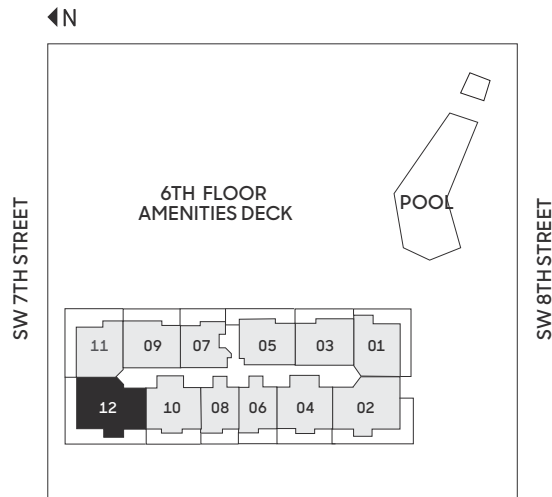 N
6TH FLOOR
AMENITIES DECK
POOL
SW 7TH STREET
SW 8TH STREET
11 09 07 05 03 01
12 10 08 06 04 02